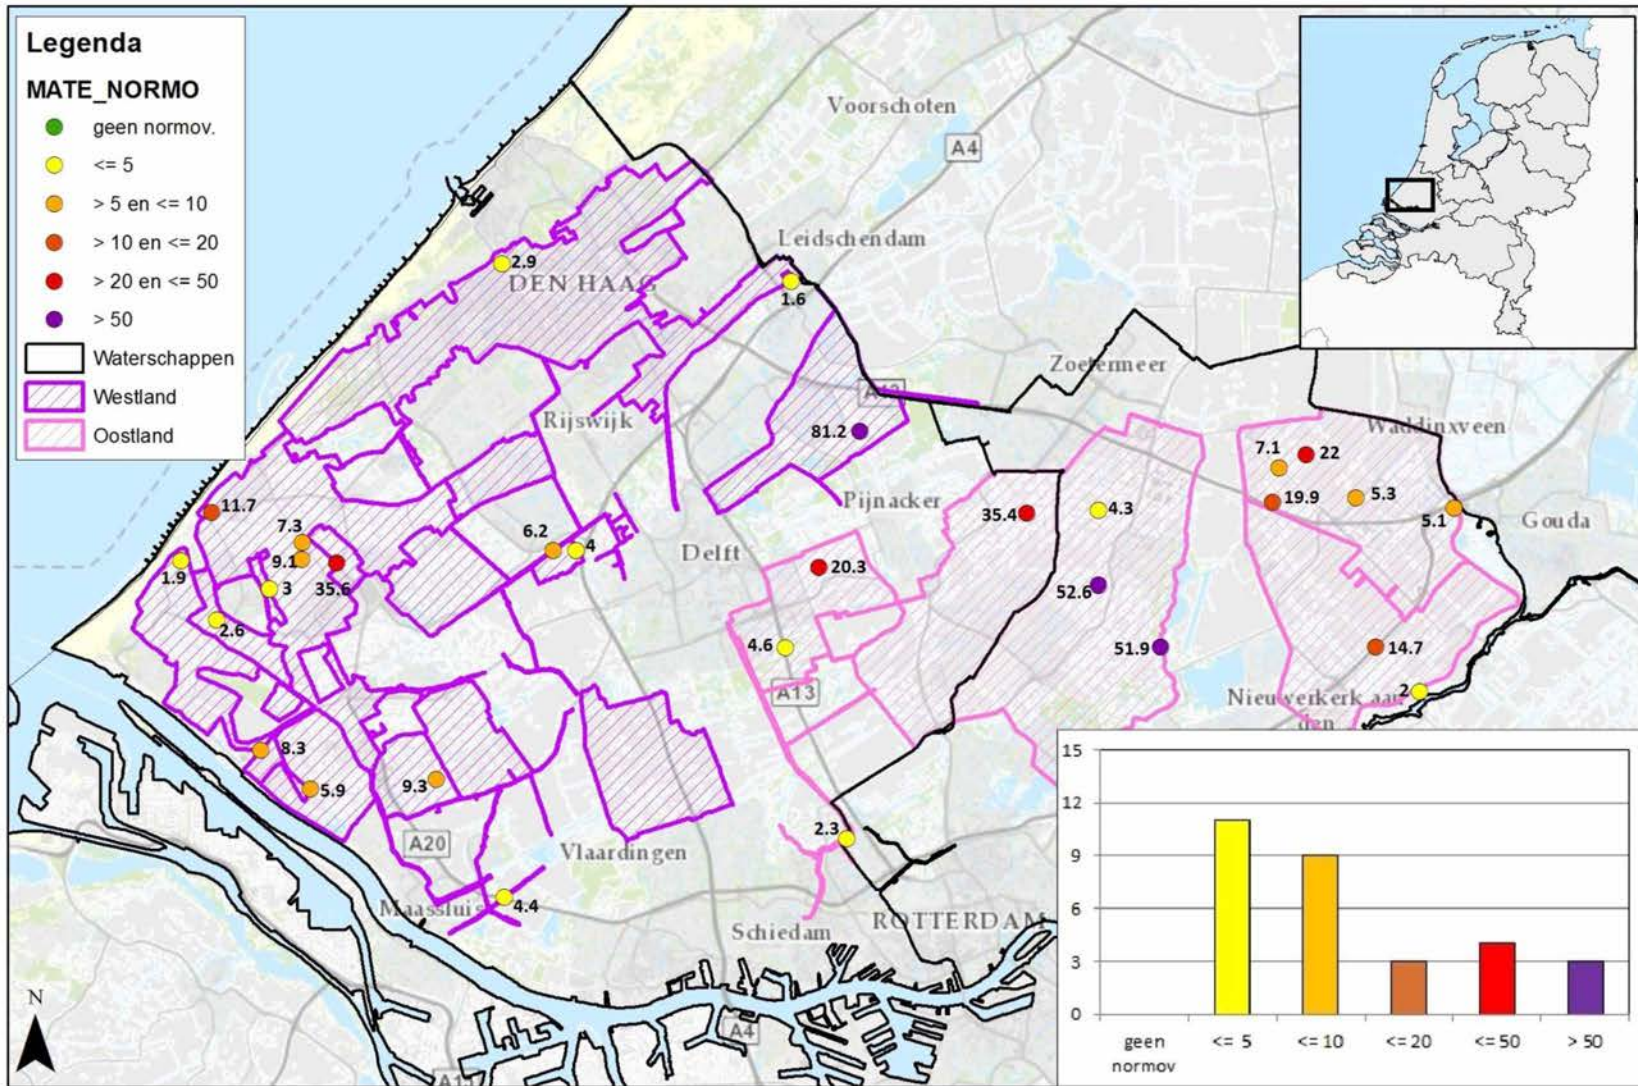 Legenda
MATE_NORMO
geen normov.
<= 5
> 5 en <= 10
> 10 en <= 20
> 20 en <= 50
> 50
Waterschappen
Westland
Oostland
Voorschoten
A4
Leidschendam
2.9
DEN HAAG
1.6
Zoetermeer
Rijswijk
81.2
Waddinxveen
7.1
22
11.7
Pijnacker
35.4
4.3
19.9
5.3
5.1
Gouda
7.3
6.2
4
Delft
9.1
1.9
3
35.6
20.3
52.6
2.6
4.6
51.9
14.7
A13
2
Nieuwerkerk aan
den
8.3
5.9
9.3
2.3
A20
Vlaardingen
Maassluis
4.4
Schiedam
ROTTERDAM
N
A4
15
12
9
6
3
0
geen
normov
<= 5
<= 10
<= 20
<= 50
> 50